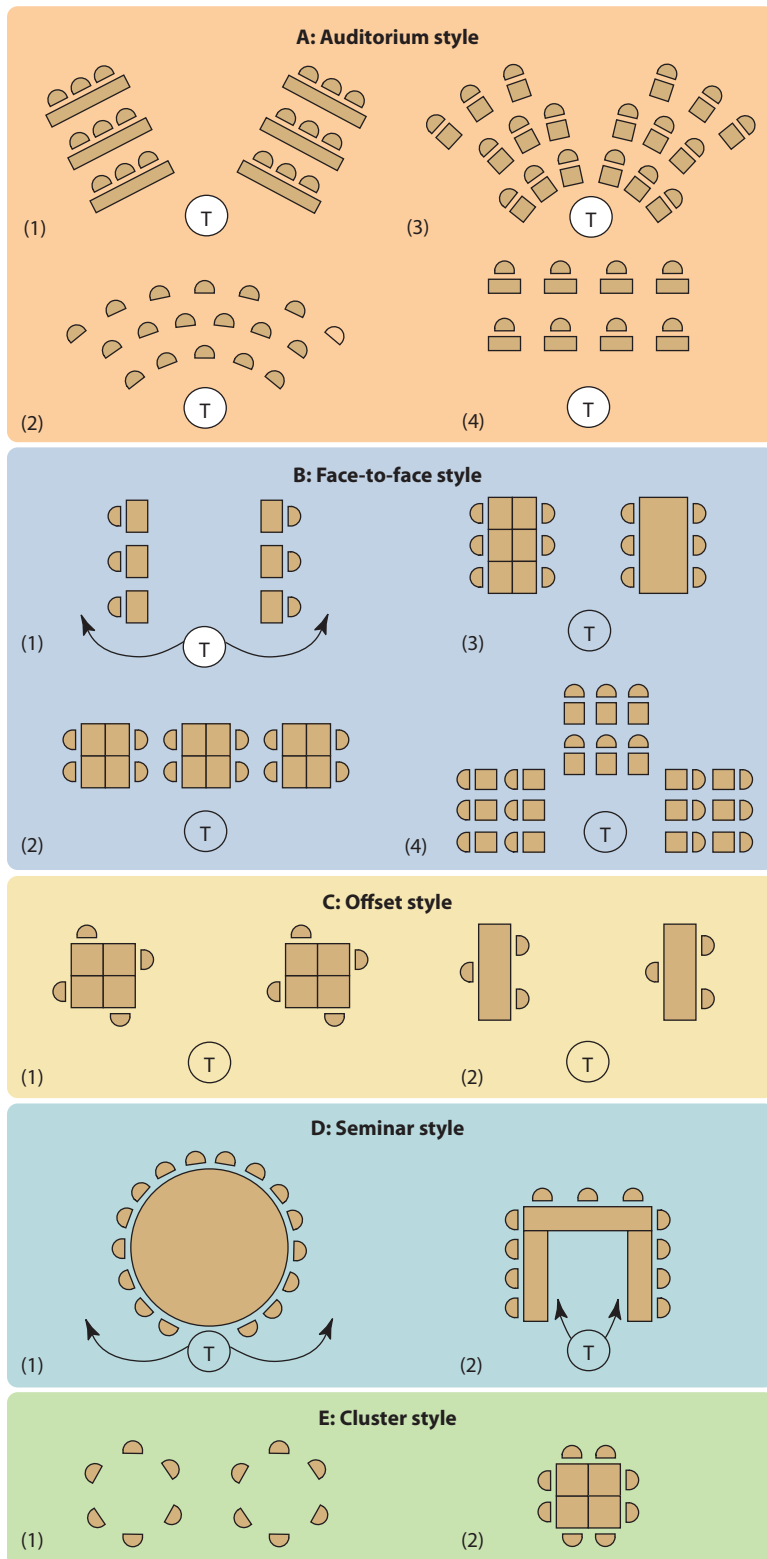 A: Auditorium style
T
(1)
T
(3)
T
(2)
T
(4)
B: Face-to-face style
T
(1)
T
(3)
T
(2)
T
(4)
C: Offset style
T
(1)
T
(2)
D: Seminar style
T
(1)
T
(2)
E: Cluster style
(1)
(2)